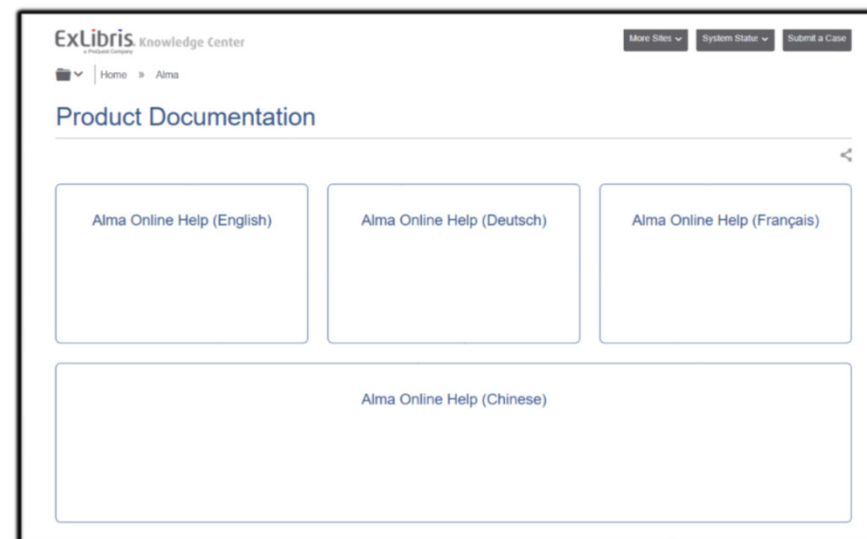 ExLibris Knowledge Center
a ProQuest Company
More Sites
System Status
Submit a Case
Home » Alma
Product Documentation
Alma Online Help (English)
Alma Online Help (Deutsch)
Alma Online Help (Français)
Alma Online Help (Chinese)